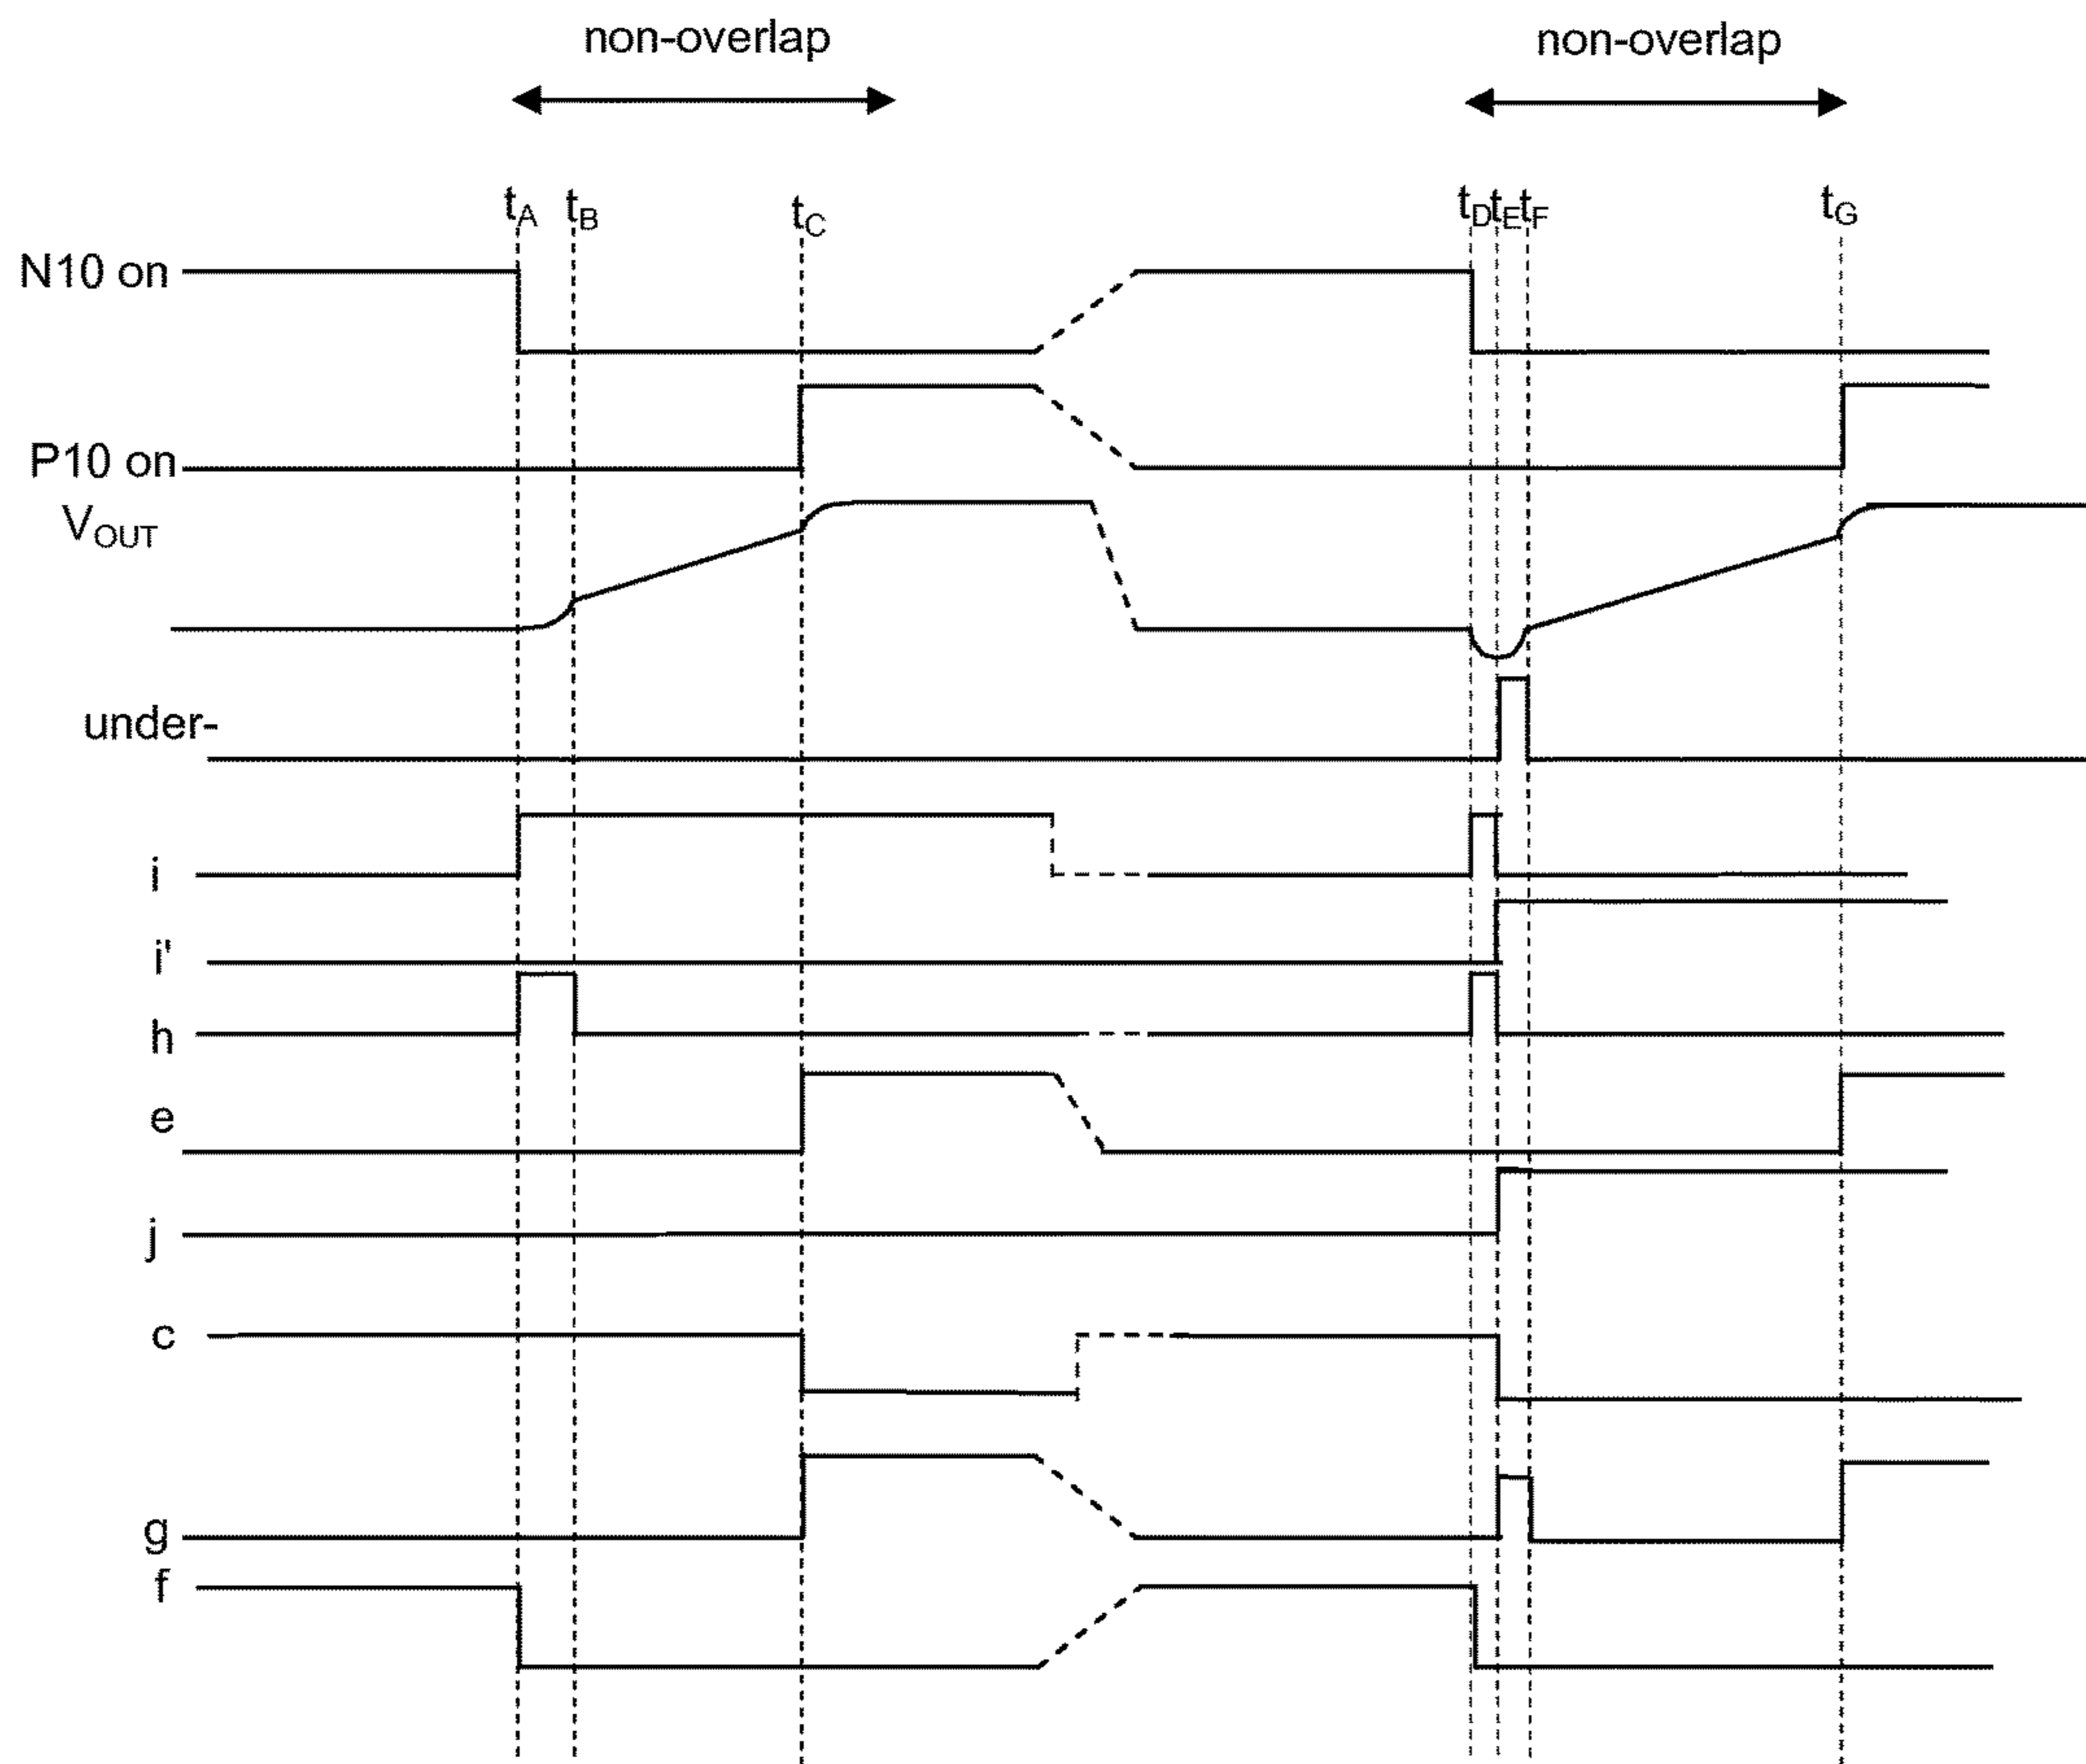 non-overlap non-overlap
tA tB tC tD tE tF tG
N10 on
P10 on
VOUT
under-
i
i'
h
e
j
c
g
f